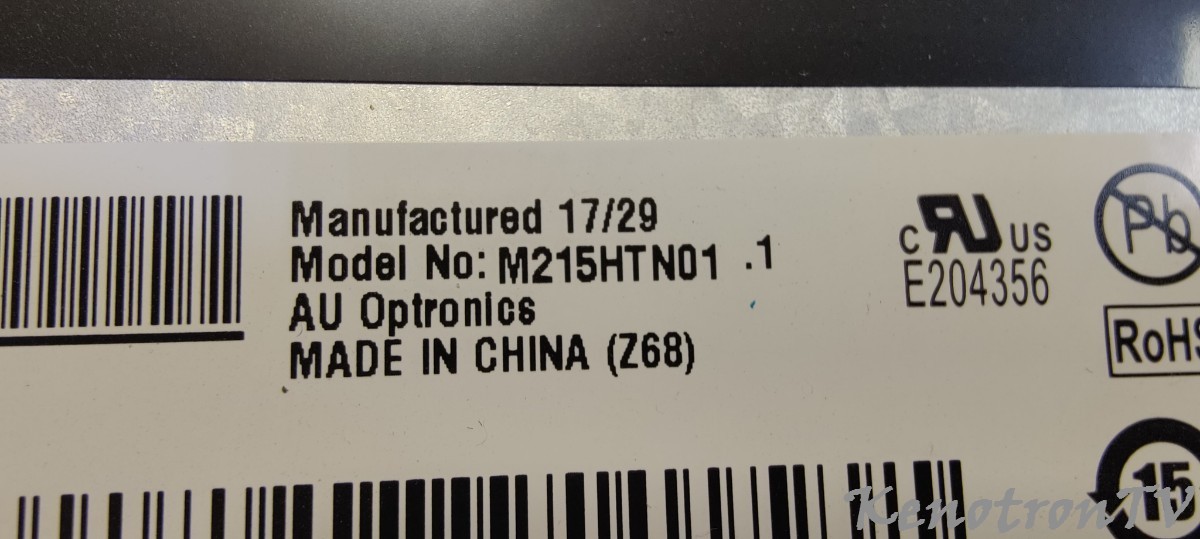 Manufactured 17/29
Model No: M215HTN01 .1
AU Optronics
MADE IN CHINA (Z68)
c RU US
E204356
Pb
RoHS
15
KenotronTV